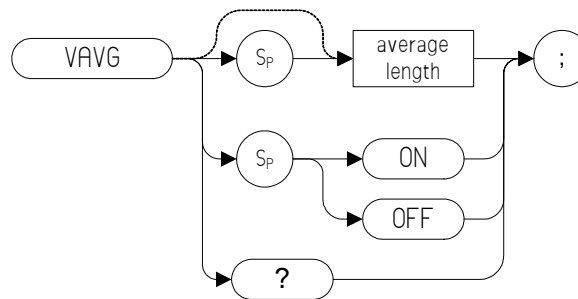 VAVG
SP
average
length
;
SP
ON
OFF
?